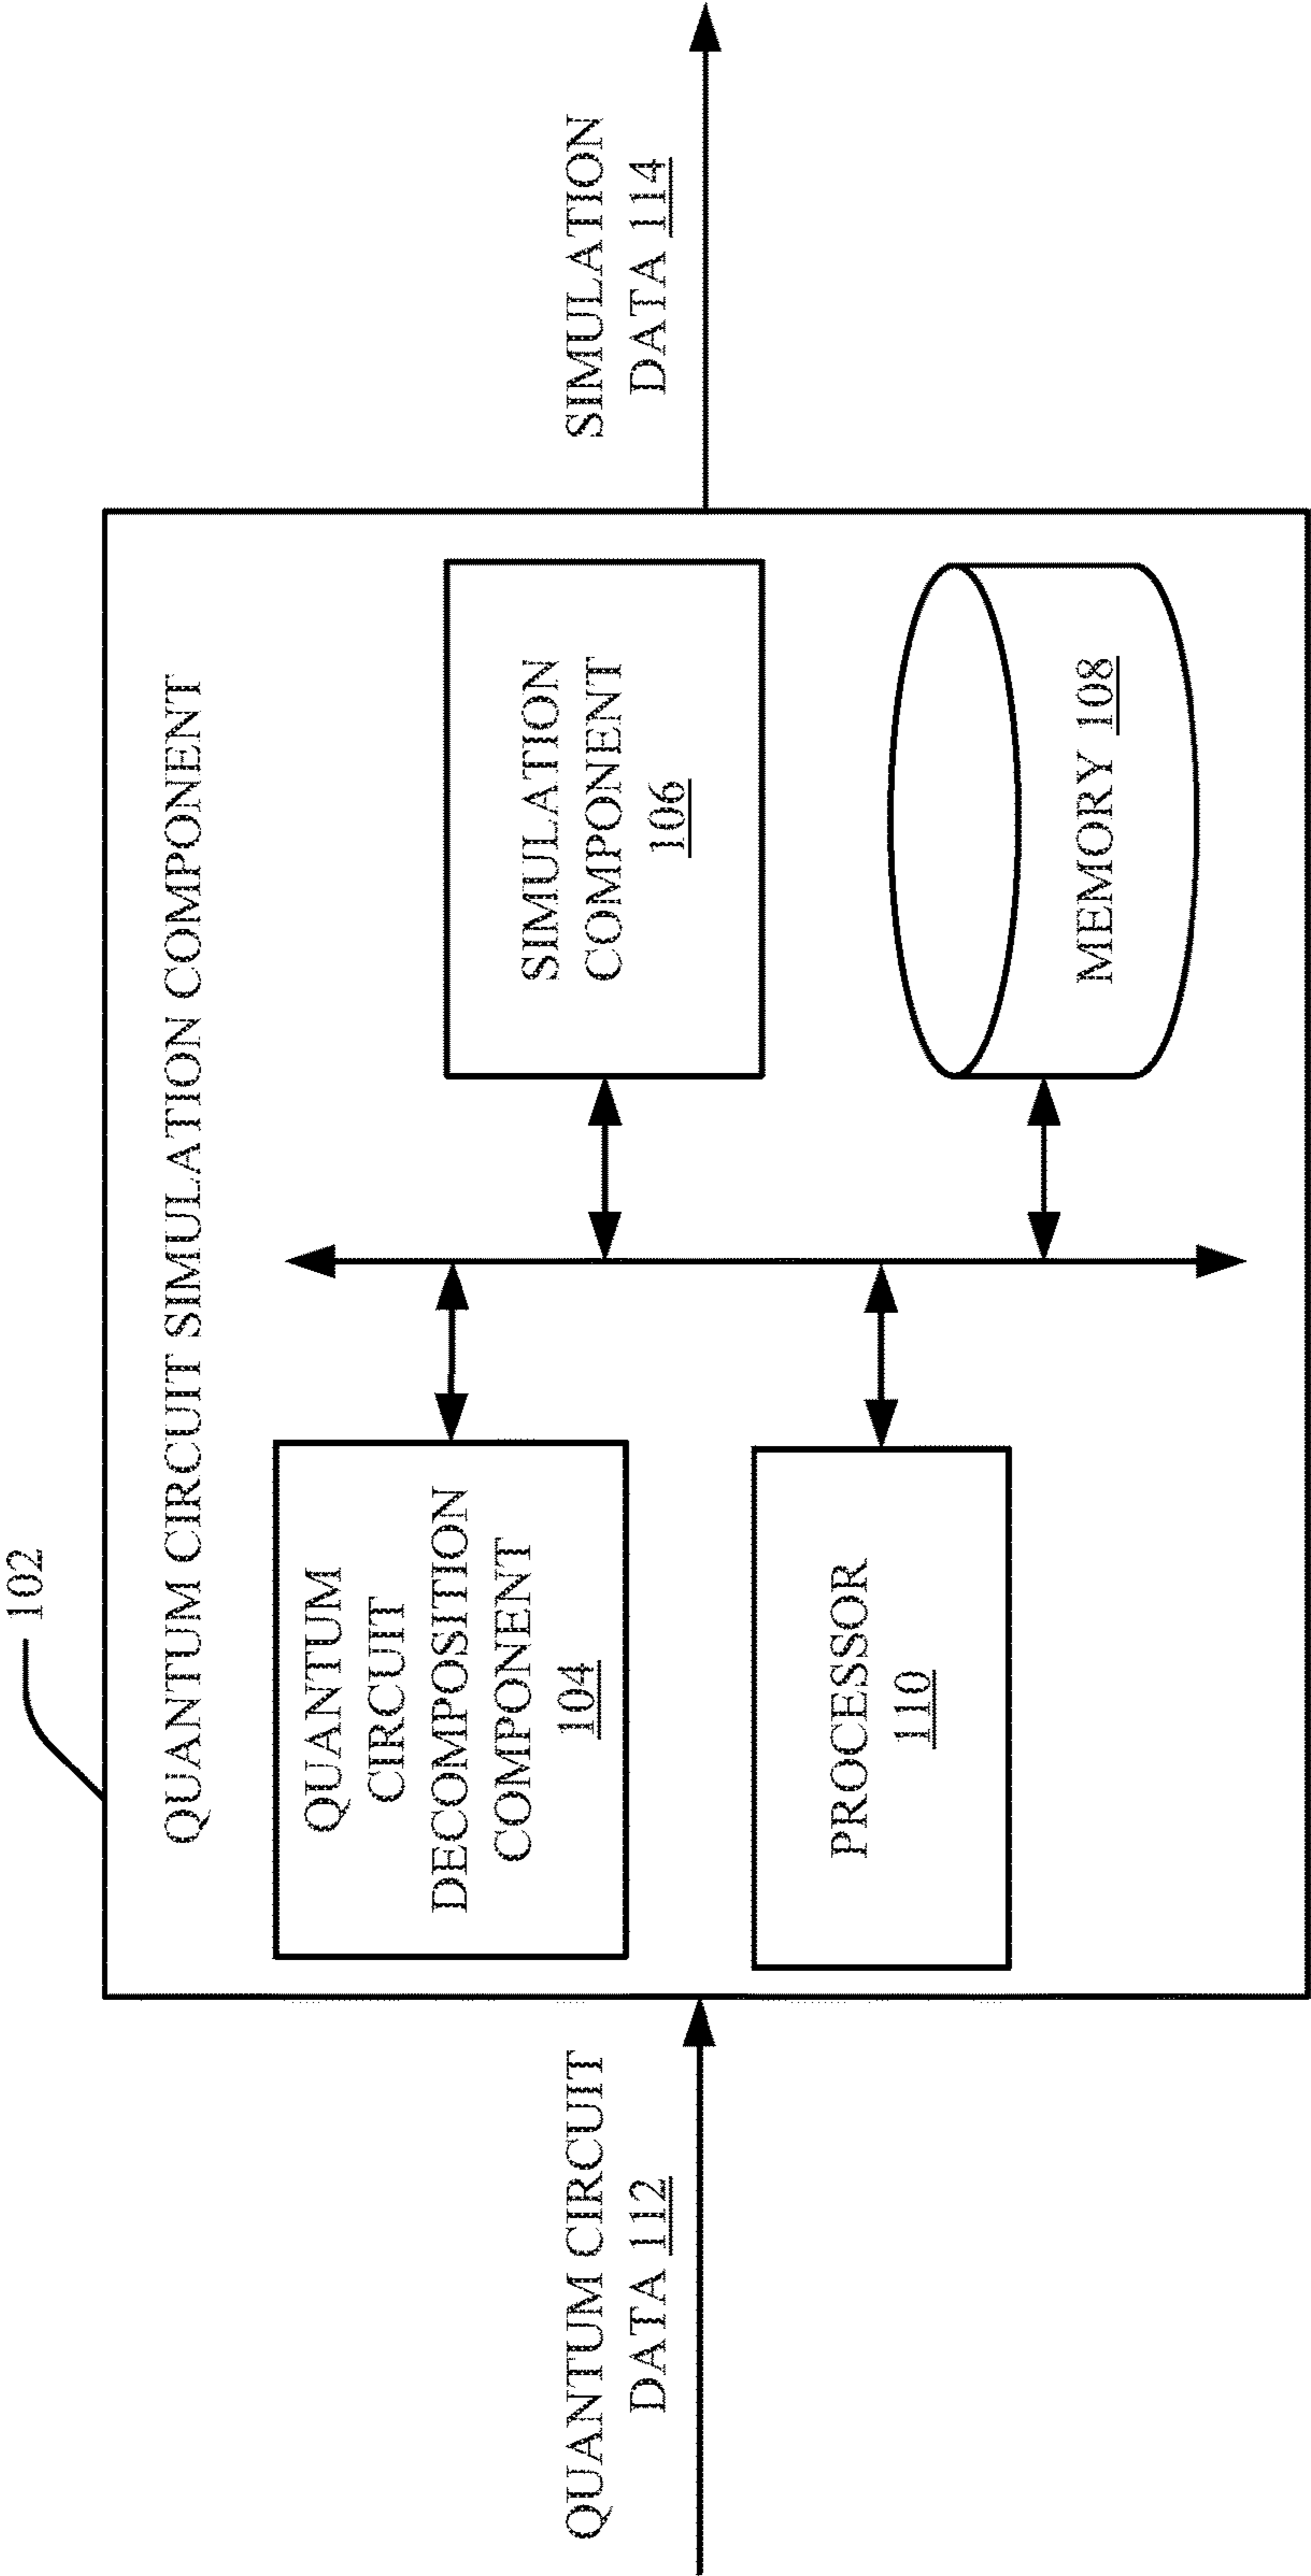 102
QUANTUM CIRCUIT SIMULATION COMPONENT
QUANTUM
CIRCUIT
DECOMPOSITION
COMPONENT
104
SIMULATION
COMPONENT
106
QUANTUM CIRCUIT
DATA 112
SIMULATION
DATA 114
PROCESSOR
110
MEMORY 108